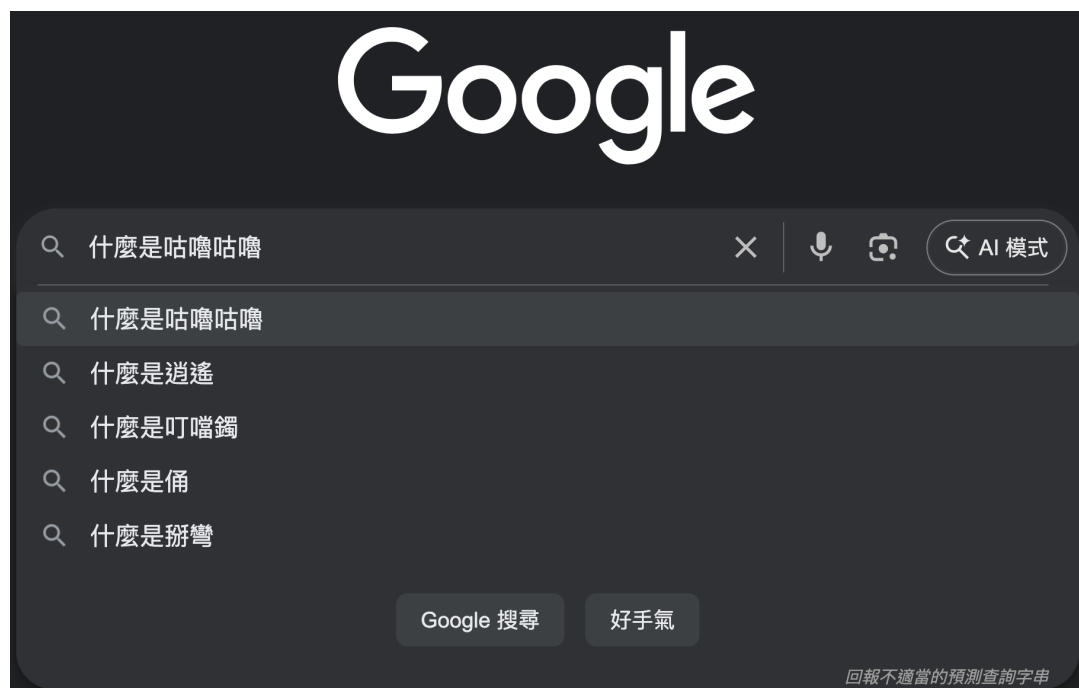 Google
什麼是咕嚕咕嚕
AI 模式
什麼是咕嚕咕嚕
什麼是逍遙
什麼是叮噹鐲
什麼是俑
什麼是掰彎
Google 搜尋
好手氣
回報不適當的預測查詢字串